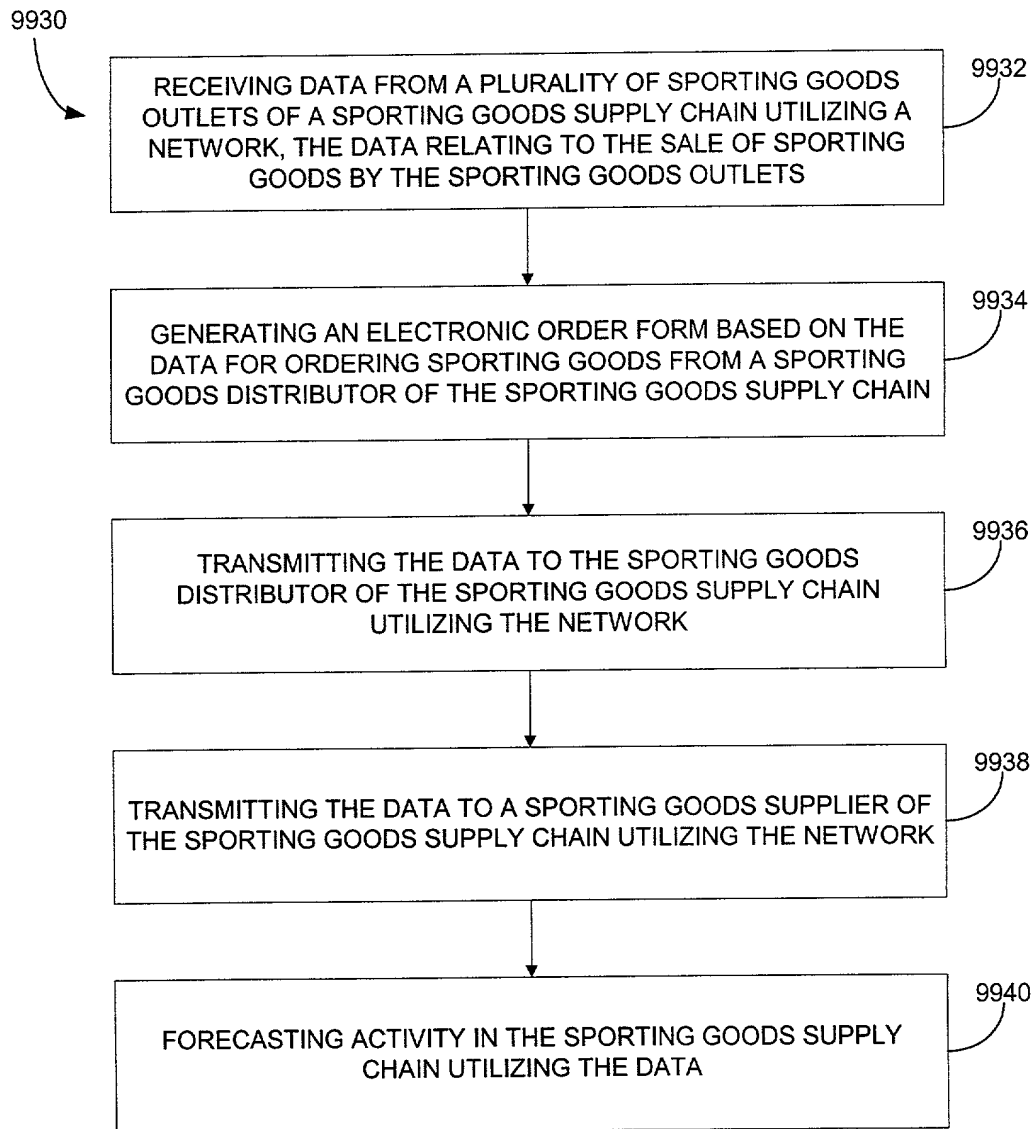 9930
RECEIVING DATA FROM A PLURALITY OF SPORTING GOODS
OUTLETS OF A SPORTING GOODS SUPPLY CHAIN UTILIZING A
NETWORK, THE DATA RELATING TO THE SALE OF SPORTING
GOODS BY THE SPORTING GOODS OUTLETS
9932
GENERATING AN ELECTRONIC ORDER FORM BASED ON THE
DATA FOR ORDERING SPORTING GOODS FROM A SPORTING
GOODS DISTRIBUTOR OF THE SPORTING GOODS SUPPLY CHAIN
9934
TRANSMITTING THE DATA TO THE SPORTING GOODS
DISTRIBUTOR OF THE SPORTING GOODS SUPPLY CHAIN
UTILIZING THE NETWORK
9936
TRANSMITTING THE DATA TO A SPORTING GOODS SUPPLIER OF
THE SPORTING GOODS SUPPLY CHAIN UTILIZING THE NETWORK
9938
FORECASTING ACTIVITY IN THE SPORTING GOODS SUPPLY
CHAIN UTILIZING THE DATA
9940